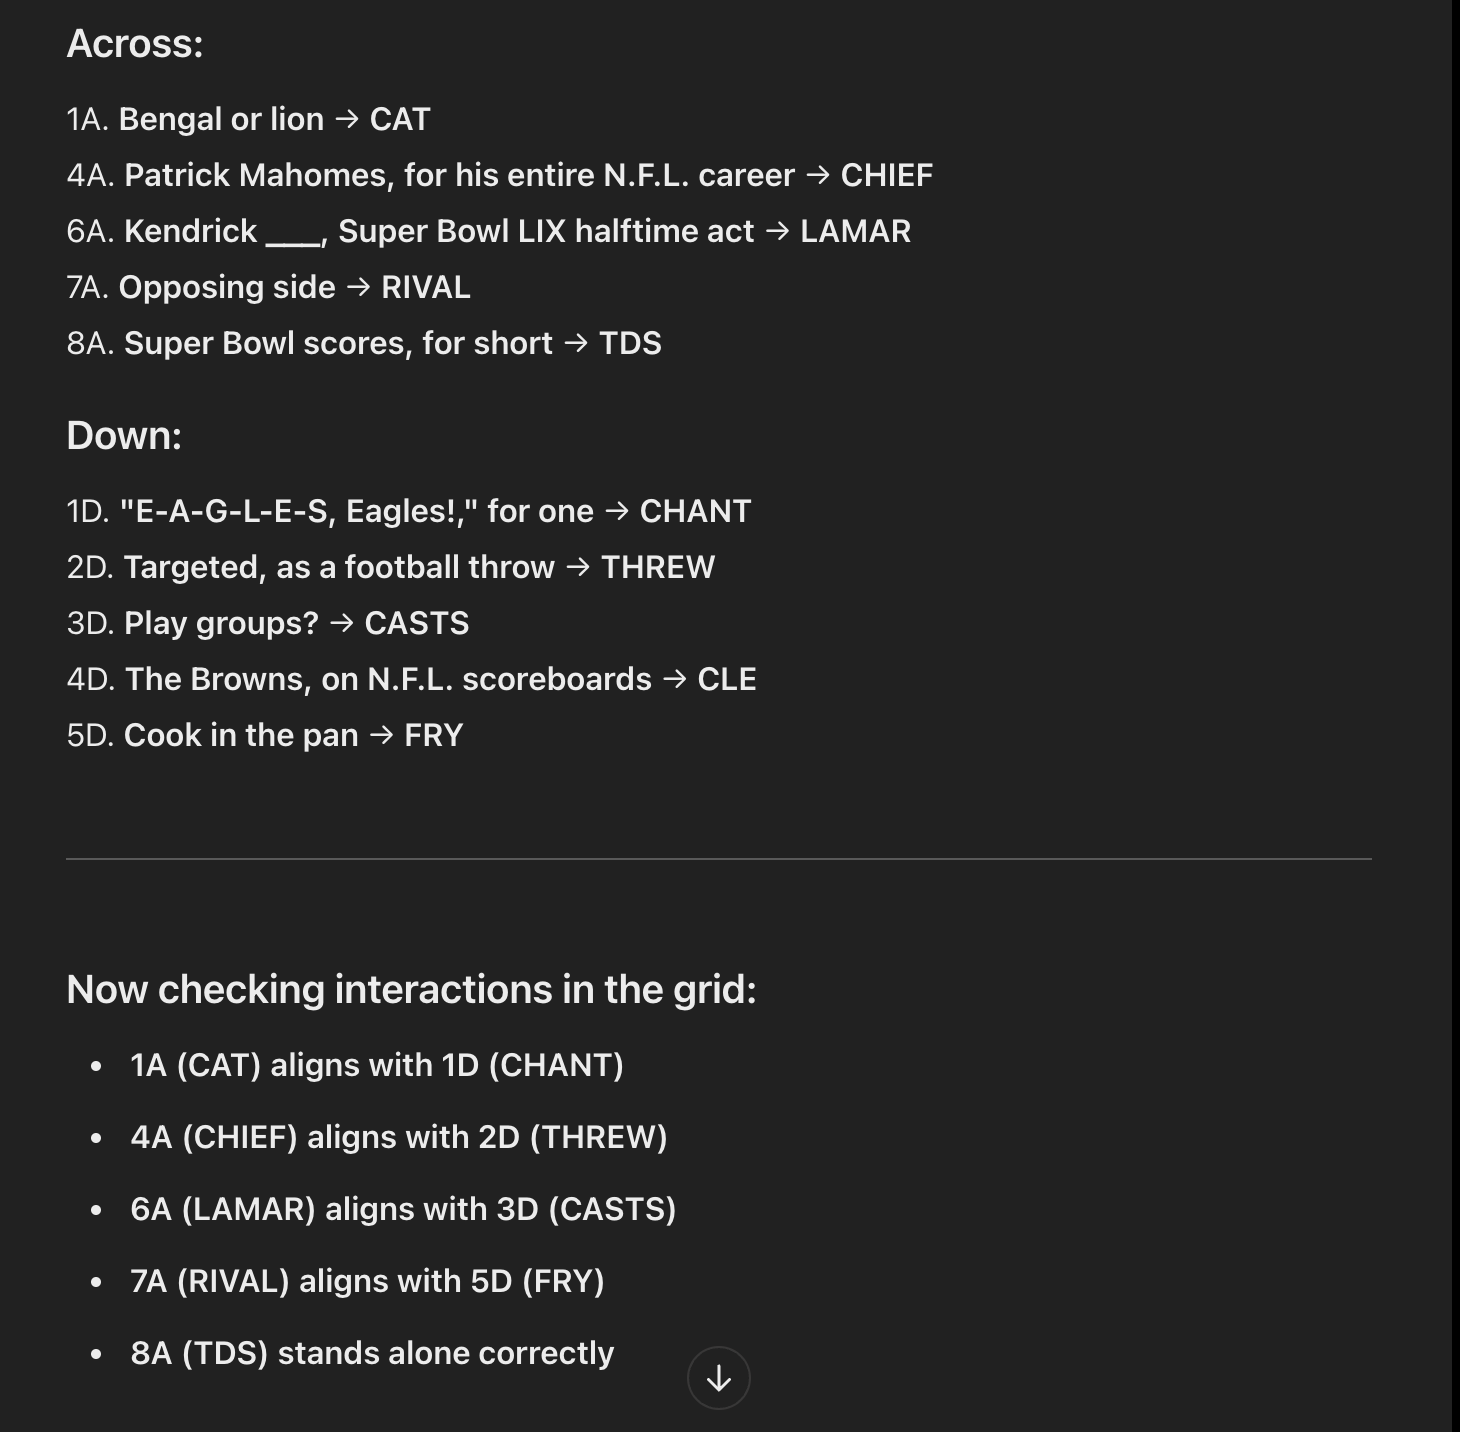 Across:
1A. Bengal or lion → CAT
4A. Patrick Mahomes, for his entire N.F.L. career → CHIEF
6A. Kendrick ___, Super Bowl LIX halftime act → LAMAR
7A. Opposing side → RIVAL
8A. Super Bowl scores, for short → TDS
Down:
1D. "E-A-G-L-E-S, Eagles!," for one → CHANT
2D. Targeted, as a football throw → THREW
3D. Play groups? → CASTS
4D. The Browns, on N.F.L. scoreboards → CLE
5D. Cook in the pan → FRY
Now checking interactions in the grid:
• 1A (CAT) aligns with 1D (CHANT)
• 4A (CHIEF) aligns with 2D (THREW)
• 6A (LAMAR) aligns with 3D (CASTS)
• 7A (RIVAL) aligns with 5D (FRY)
• 8A (TDS) stands alone correctly